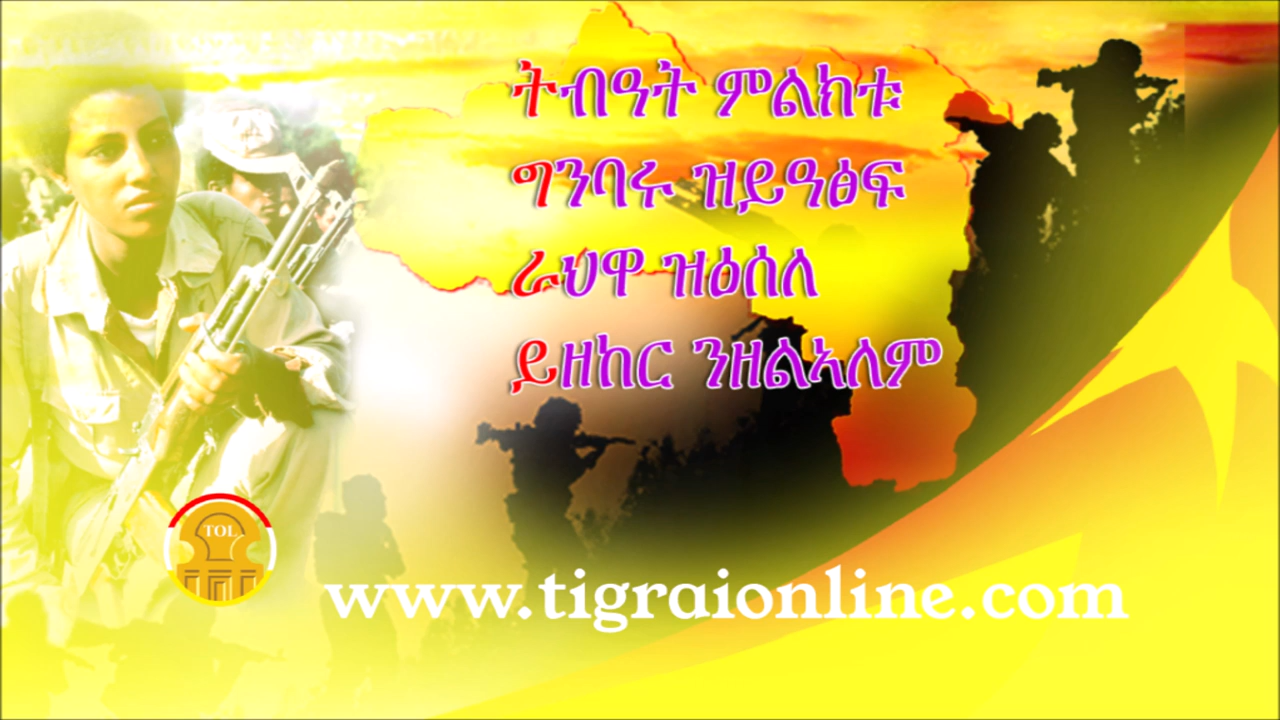 ትብዓት ምልክቱ
ግንባሩ ዝይዓፅፍ
ራህዋ ዝዕሰለ
ይዘከር ንዘልኣለም
TOL
www.tigraionline.com